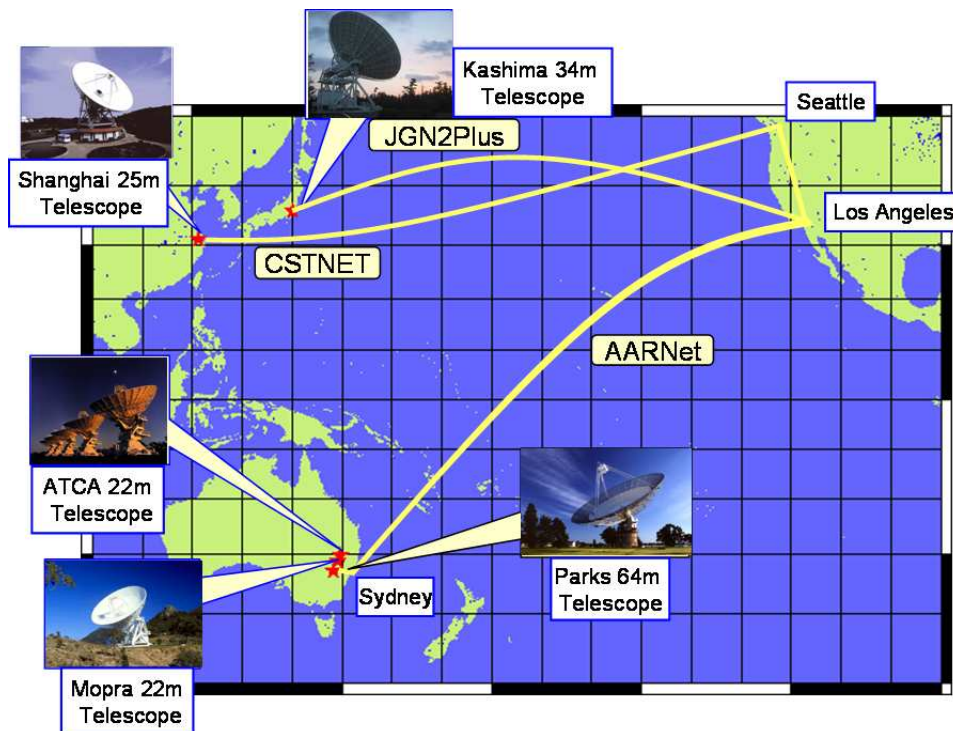 Kashima 34m
Telescope
Seattle
JGN2Plus
Shanghai 25m
Telescope
Los Angeles
CSTNET
AARNet
ATCA 22m
Telescope
Parks 64m
Telescope
Sydney
Mopra 22m
Telescope